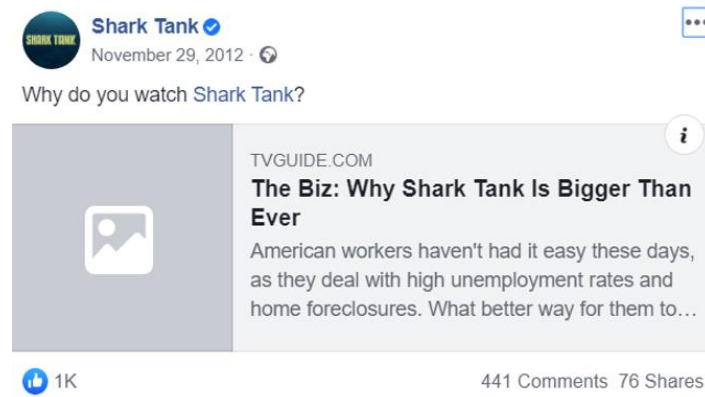 SHARK TANK
Shark Tank
November 29, 2012 ·
Why do you watch Shark Tank?
i
TVGUIDE.COM
The Biz: Why Shark Tank Is Bigger Than
Ever
American workers haven't had it easy these days,
as they deal with high unemployment rates and
home foreclosures. What better way for them to...
1K
441 Comments 76 Shares